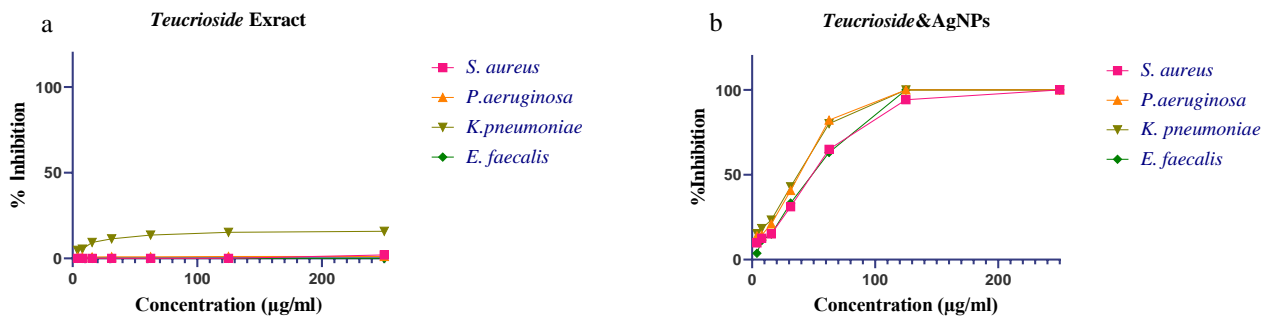 a
Teucrioside Exract
100
50
0
0
100
200
% Inhibition
Concentration (µg/ml)
S. aureus
P.aeruginosa
K.pneumoniae
E. faecalis
b
Teucrioside&AgNPs
100
50
0
0
100
200
%Inhibition
Concentration (µg/ml)
S. aureus
P.aeruginosa
K. pneumoniae
E. faecalis